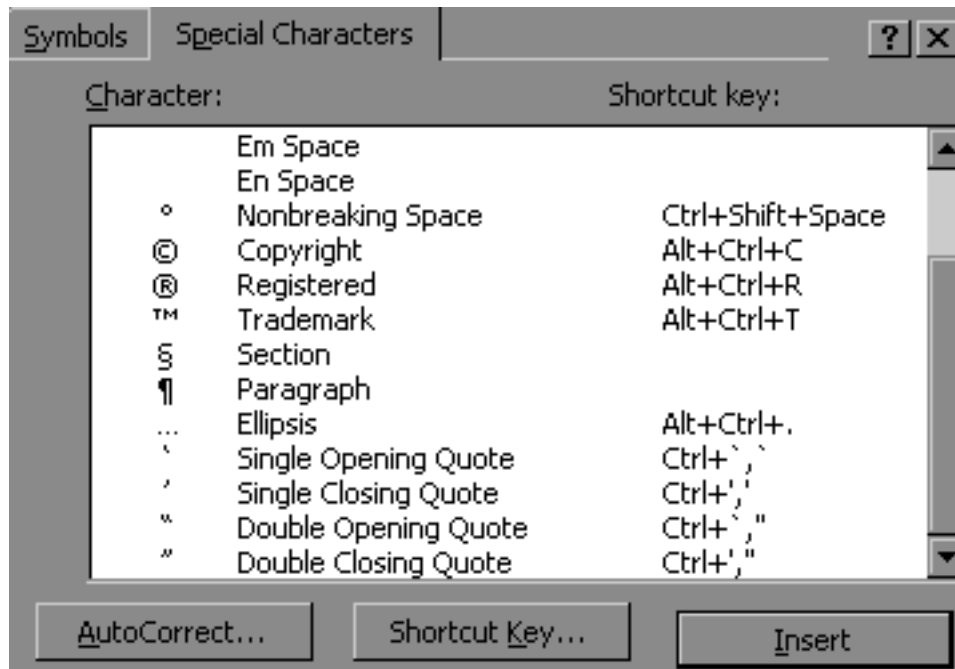 Symbols Special Characters ? X
Character: Shortcut key:
Em Space
En Space
° Nonbreaking Space Ctrl+Shift+Space
© Copyright Alt+Ctrl+C
® Registered Alt+Ctrl+R
™ Trademark Alt+Ctrl+T
§ Section
¶ Paragraph
… Ellipsis Alt+Ctrl+.
‵ Single Opening Quote Ctrl+`,`
′ Single Closing Quote Ctrl+','
‶ Double Opening Quote Ctrl+`,"
″ Double Closing Quote Ctrl+',"
AutoCorrect... Shortcut Key... Insert